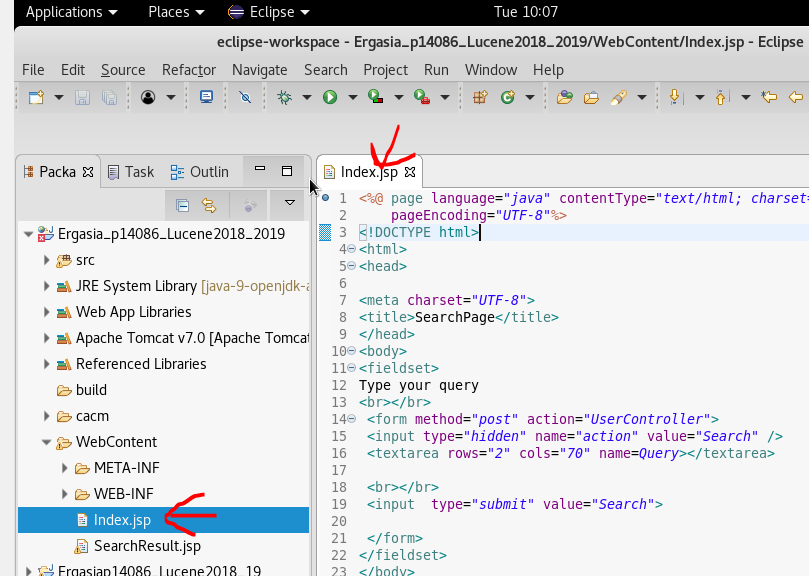 Applications Places Eclipse Tue 10:07
eclipse-workspace - Ergasia_p14086_Lucene2018_2019/WebContent/Index.jsp - Eclipse
File Edit Source Refactor Navigate Search Project Run Window Help
Packa Task Outlin
Index.jsp
Ergasia_p14086_Lucene2018_2019
src
JRE System Library [java-9-openjdk-a
Web App Libraries
Apache Tomcat v7.0 [Apache Tomcat
Referenced Libraries
build
cacm
WebContent
META-INF
WEB-INF
Index.jsp
SearchResult.jsp
Ergasiap14086_Lucene2018_19
1 <%@ page language="java" contentType="text/html; charset=
2 pageEncoding="UTF-8"%>
3 <!DOCTYPE html>
4 <html>
5 <head>
6
7 <meta charset="UTF-8">
8 <title>SearchPage</title>
9 </head>
10 <body>
11 <fieldset>
12 Type your query
13 <br></br>
14 <form method="post" action="UserController">
15 <input type="hidden" name="action" value="Search" />
16 <textarea rows="2" cols="70" name=Query></textarea>
17
18 <br></br>
19 <input  type="submit" value="Search">
20
21 </form>
22 </fieldset>
23 </body>